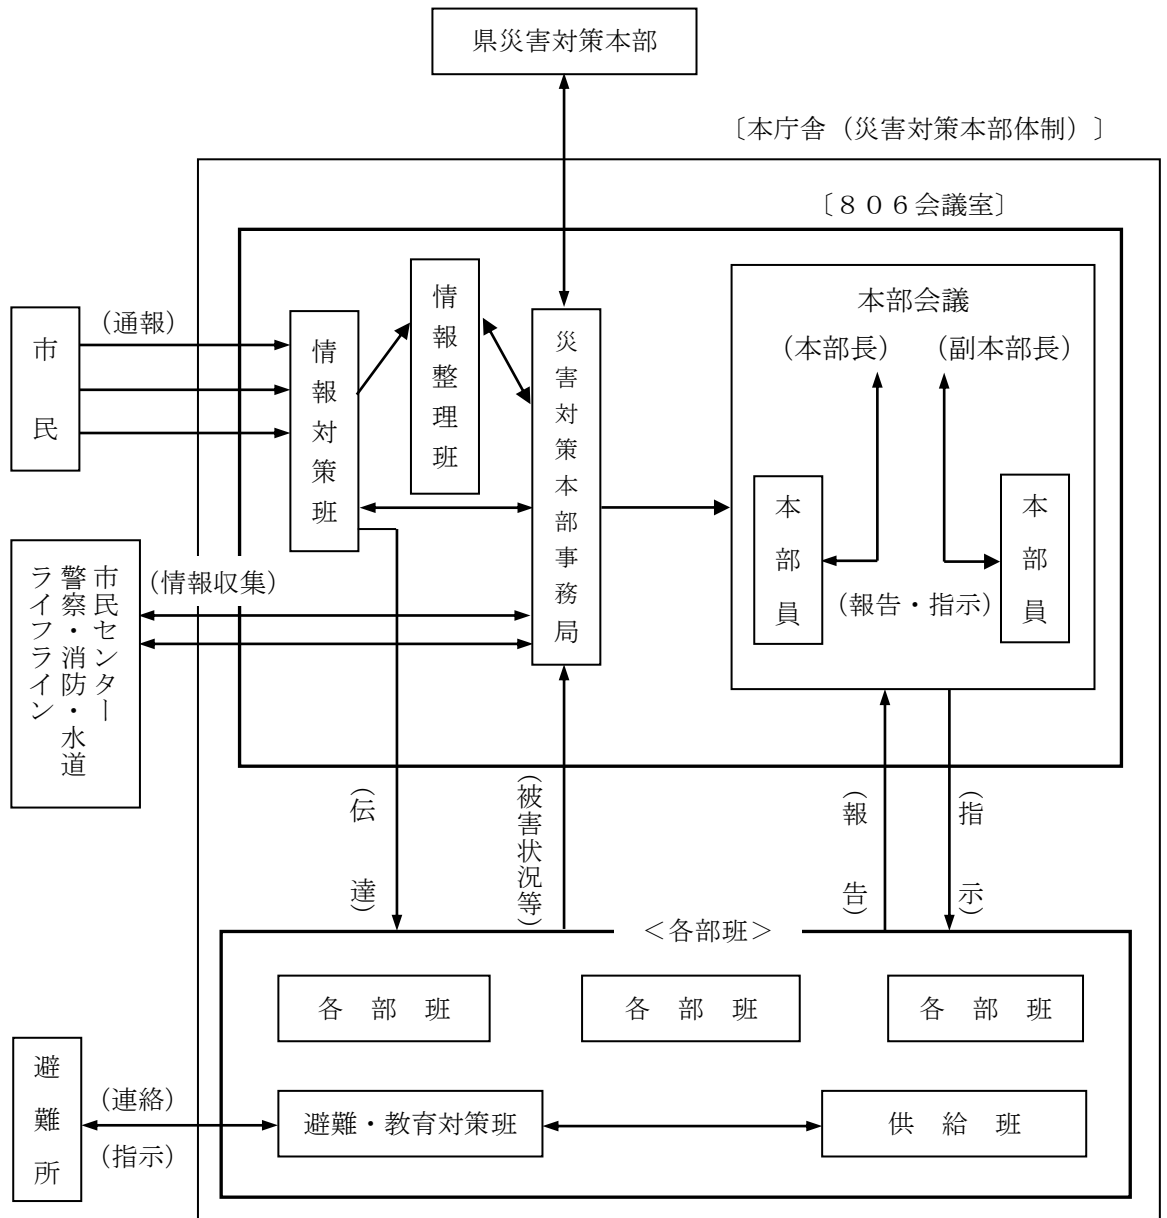 県災害対策本部
〔本庁舎（災害対策本部体制）〕
〔８０６会議室〕
市民
（通報）
情報対策班
情報整理班
災害対策本部事務局
本部会議
（本部長）
（副本部長）
本部員
本部員
（報告・指示）
市民センター
警察・消防・水道
ライフライン
（情報収集）
（伝達）
（被害状況等）
（報告）
（指示）
＜各部班＞
各部班
各部班
各部班
避難所
（連絡）
（指示）
避難・教育対策班
供給班